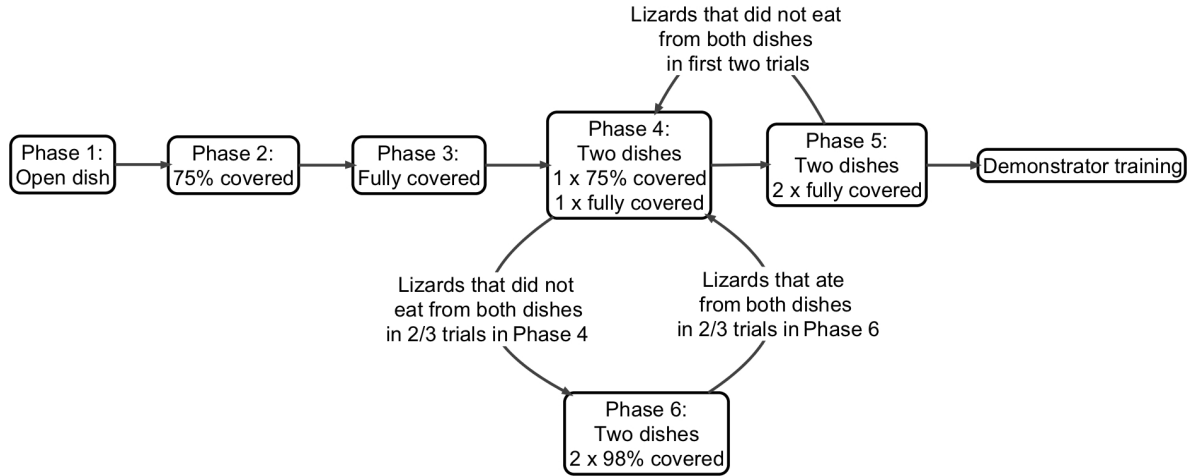 Lizards that did not eat
from both dishes
in first two trials
Phase 1:
Open dish
Phase 2:
75% covered
Phase 3:
Fully covered
Phase 4:
Two dishes
1 x 75% covered
1 x fully covered
Phase 5:
Two dishes
2 x fully covered
Demonstrator training
Lizards that did not
eat from both dishes
in 2/3 trials in Phase 4
Lizards that ate
from both dishes
in 2/3 trials in Phase 6
Phase 6:
Two dishes
2 x 98% covered